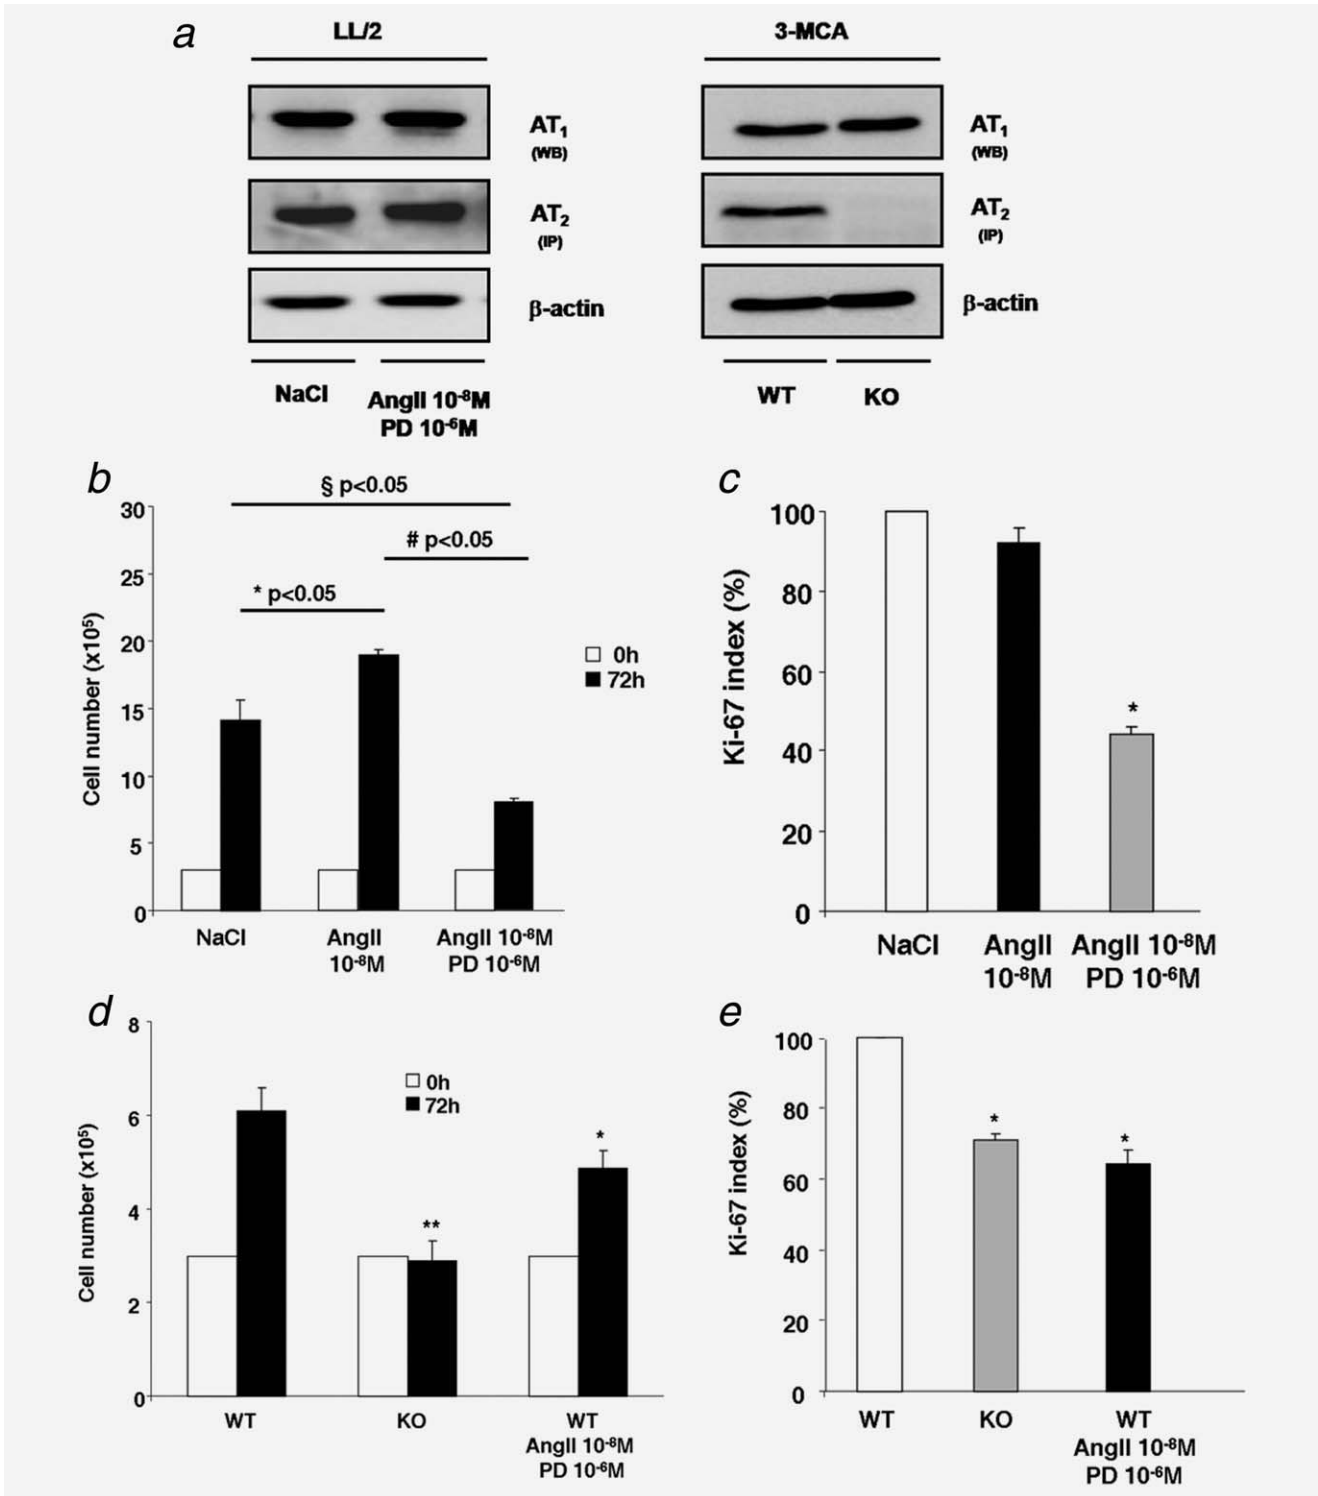 a
LL/2
3-MCA
AT₁
(WB)
AT₁
(WB)
AT₂
(IP)
AT₂
(IP)
β-actin
β-actin
NaCl
AngII 10⁻⁸M
PD 10⁻⁶M
WT
KO
b
§ p<0.05
# p<0.05
* p<0.05
30
25
20
15
10
5
0
Cell number (x10⁵)
0h
72h
NaCl
AngII
10⁻⁸M
AngII 10⁻⁸M
PD 10⁻⁶M
c
100
80
60
40
20
0
Ki-67 index (%)
*
NaCl
AngII
10⁻⁸M
AngII 10⁻⁸M
PD 10⁻⁶M
d
8
6
4
2
0
Cell number (x10⁵)
0h
72h
**
*
WT
KO
WT
AngII 10⁻⁸M
PD 10⁻⁶M
e
100
80
60
40
20
0
Ki-67 index (%)
*
*
WT
KO
WT
AngII 10⁻⁸M
PD 10⁻⁶M